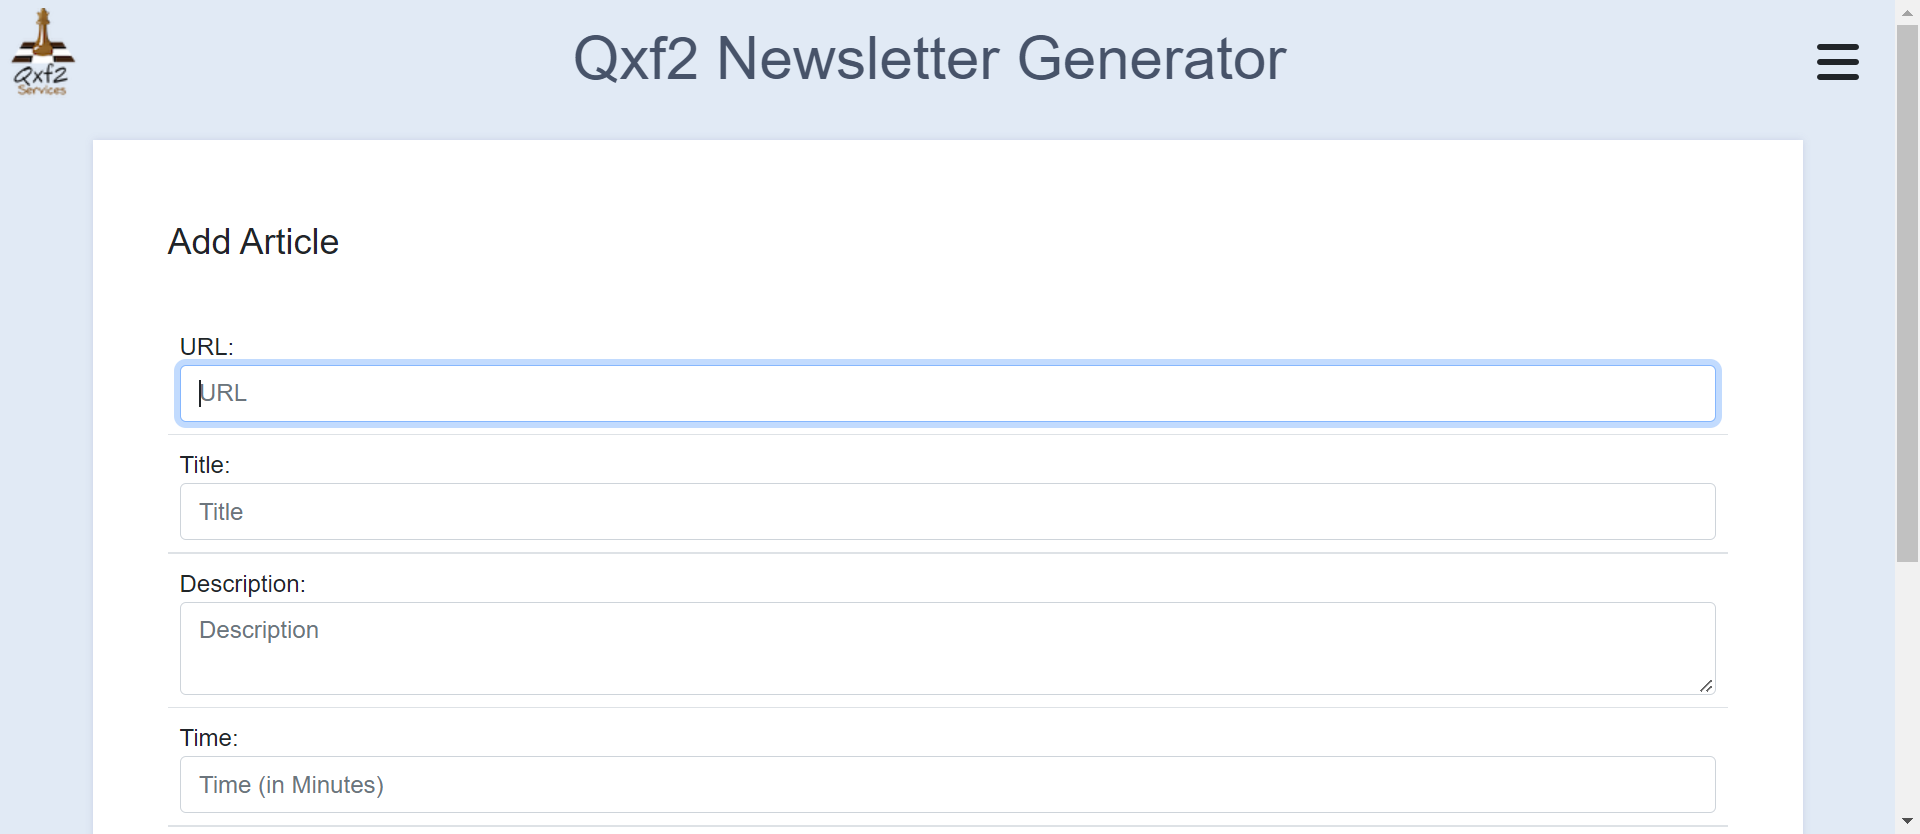 Qxf2
Services
Qxf2 Newsletter Generator
Add Article
URL:
URL
Title:
Title
Description:
Description
Time:
Time (in Minutes)